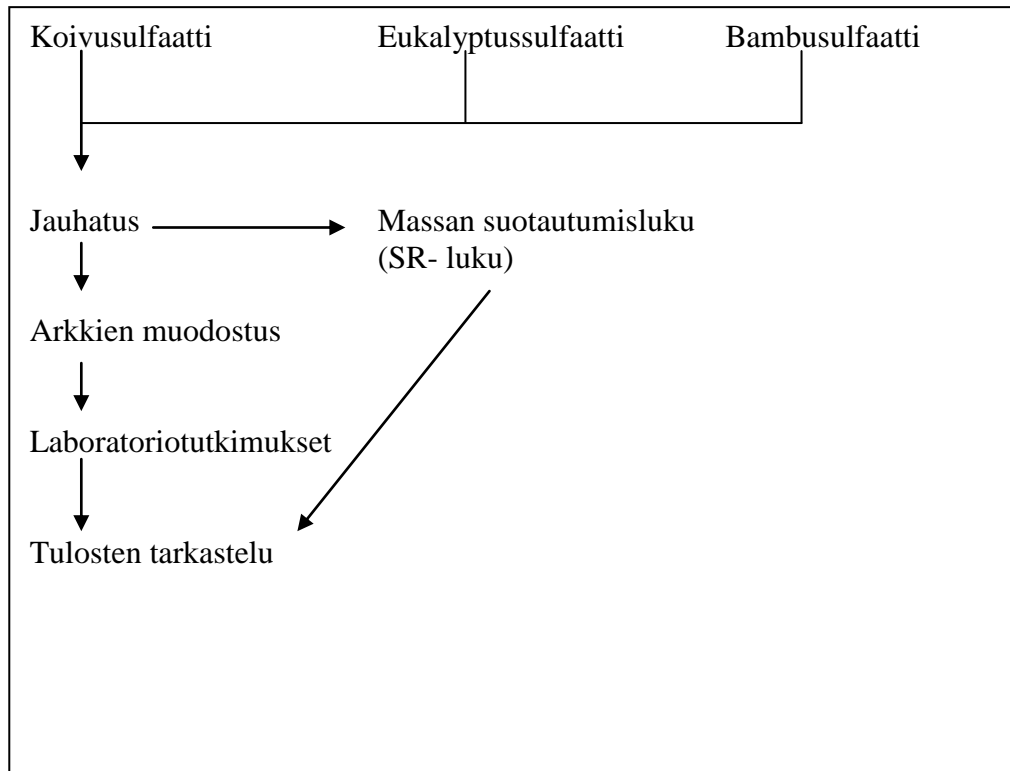 Koivusulfaatti Eukalyptussulfaatti Bambusulfaatti
Jauhatus Massan suotautumisluku
(SR- luku)
Arkkien muodostus
Laboratoriotutkimukset
Tulosten tarkastelu